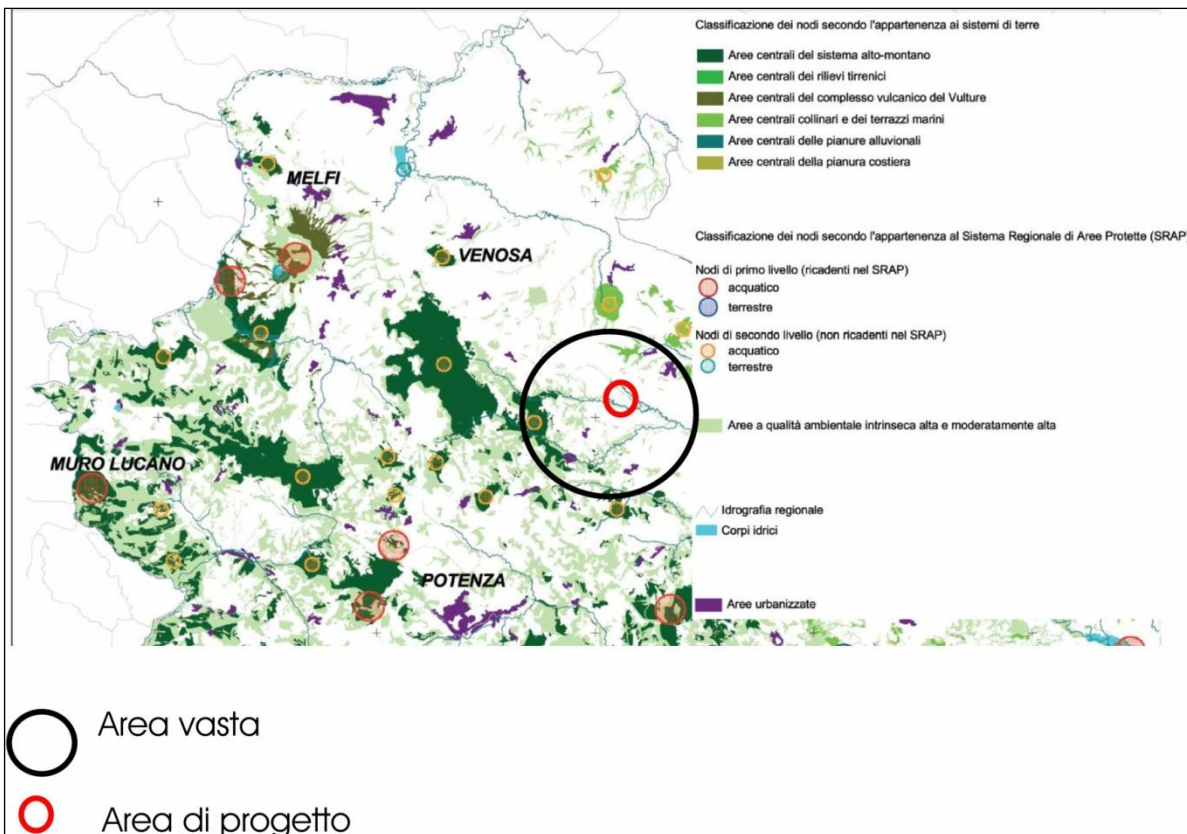 Classificazione dei nodi secondo l'appartenenza ai sistemi di terre
Aree centrali del sistema alto-montano
Aree centrali dei rilievi tirrenici
Aree centrali del complesso vulcanico del Vulture
Aree centrali collinari e dei terrazzi marini
Aree centrali delle pianure alluvionali
Aree centrali della pianura costiera
Classificazione dei nodi secondo l'appartenenza al Sistema Regionale di Aree Protette (SRAP)
Nodi di primo livello (ricadenti nel SRAP)
acquatico
terrestre
Nodi di secondo livello (non ricadenti nel SRAP)
acquatico
terrestre
Aree a qualità ambientale intrinseca alta e moderatamente alta
Idrografia regionale
Corpi idrici
Aree urbanizzate
MELFI
VENOSA
MURO LUCANO
POTENZA
Area vasta
Area di progetto